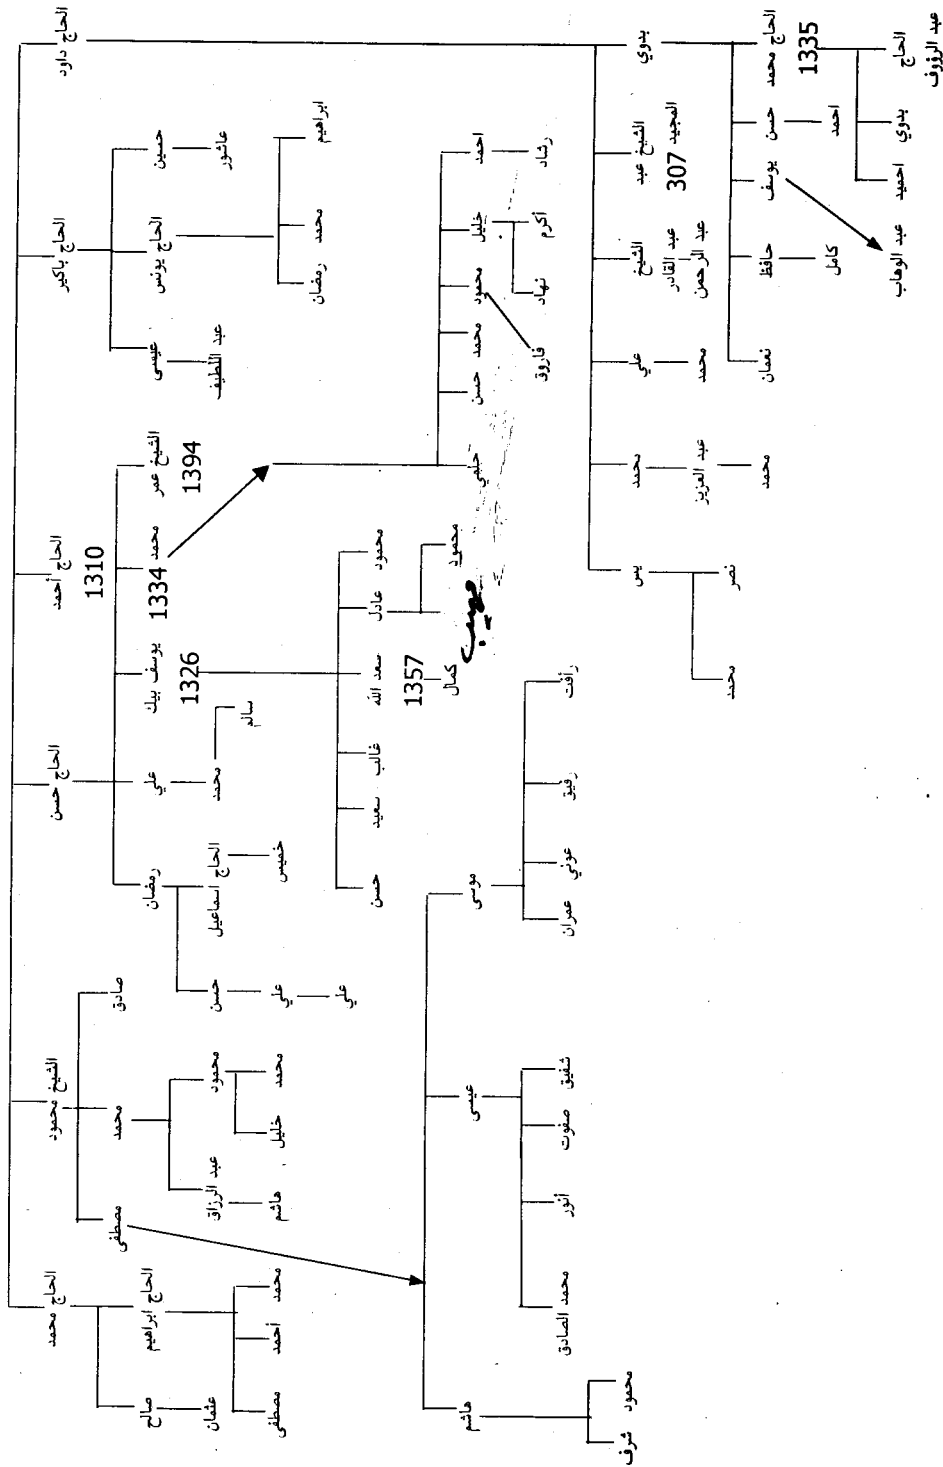 الحاج داود
الحاج باكير
الحاج أحمد
الحاج حسن
الشيخ محمود
الحاج محمد
حسين
الحاج يونس
عيسى
عاشور
عبد اللطيف
ابراهيم
محمد
رمضان
1310
الشيخ عمر
1394
محمد
1334
يوسف بيك
1326
علي
رمضان
محمد
سالم
الحاج اسماعيل
حسن
خميس
علي
علي
محمود
عادل
سعد الله
1357
غالب
سعيد
حسن
محمود
مهيب
كمال
احمد
خليل
محمود
محمد
حسن
حلمي
رشاد
أكرم
نهاد
فاروق
صادق
محمد
مصطفى
محمود
عبد الرزاق
محمد
خليل
هاشم
الحاج ابراهيم
صالح
عثمان
محمد
أحمد
مصطفى
موسى
عيسى
هاشم
رأفت
رفيق
عوني
عمران
شفيق
صفوت
أنور
محمد الصادق
محمود
شرف
بدوي
الشيخ عبد المجيد
307
الشيخ عبد القادر
عبد الرحمن
علي
محمد
محمد
عبد العزيز
محمد
يس
نصر
محمد
الحاج محمد
1335
حسن
احمد
يوسف
عبد الوهاب
حافظ
كامل
نعمان
الحاج عبد الرؤوف
بدوي
احميد